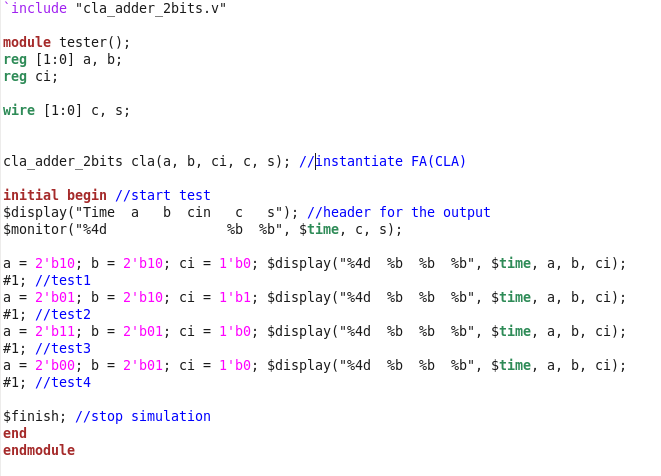 `include "cla_adder_2bits.v"
module tester();
reg [1:0] a, b;
reg ci;
wire [1:0] c, s;
cla_adder_2bits cla(a, b, ci, c, s); //instantiate FA(CLA)
initial begin //start test
$display("Time  a   b  cin   c   s"); //header for the output
$monitor("%4d               %b  %b", $time, c, s);
a = 2'b10; b = 2'b10; ci = 1'b0; $display("%4d  %b  %b  %b", $time, a, b, ci);
#1; //test1
a = 2'b01; b = 2'b10; ci = 1'b1; $display("%4d  %b  %b  %b", $time, a, b, ci);
#1; //test2
a = 2'b11; b = 2'b01; ci = 1'b0; $display("%4d  %b  %b  %b", $time, a, b, ci);
#1; //test3
a = 2'b00; b = 2'b01; ci = 1'b0; $display("%4d  %b  %b  %b", $time, a, b, ci);
#1; //test4
$finish; //stop simulation
end
endmodule